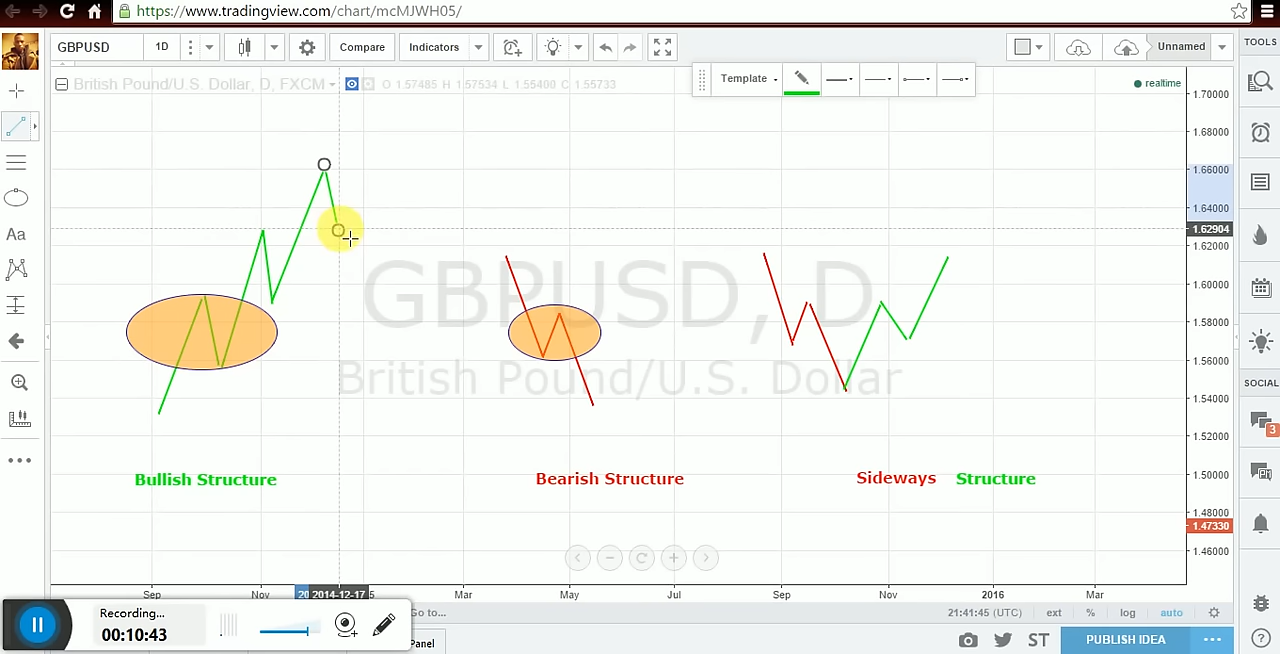 https://www.tradingview.com/chart/mcMJWH05/
GBPUSD 1D Compare Indicators Unnamed TOOLS
Template
British Pound/U.S. Dollar, D, FXCM O 1.57485 H 1.57534 L 1.55400 C 1.55733 realtime
1.70000
1.68000
1.66000
1.64000
1.62904
1.62000
GBPUSD, D
1.60000
1.58000
1.56000
British Pound/U.S. Dollar
1.54000
SOCIAL
3
1.52000
1.50000
Bullish Structure Bearish Structure Sideways Structure
1.48000
1.47330
1.46000
Sep Nov 20 2014-12-17 5 Mar May Jul Sep Nov 2016 Mar
Go to... 21:41:45 (UTC) ext % log auto
Recording...
00:10:43
Panel ST PUBLISH IDEA